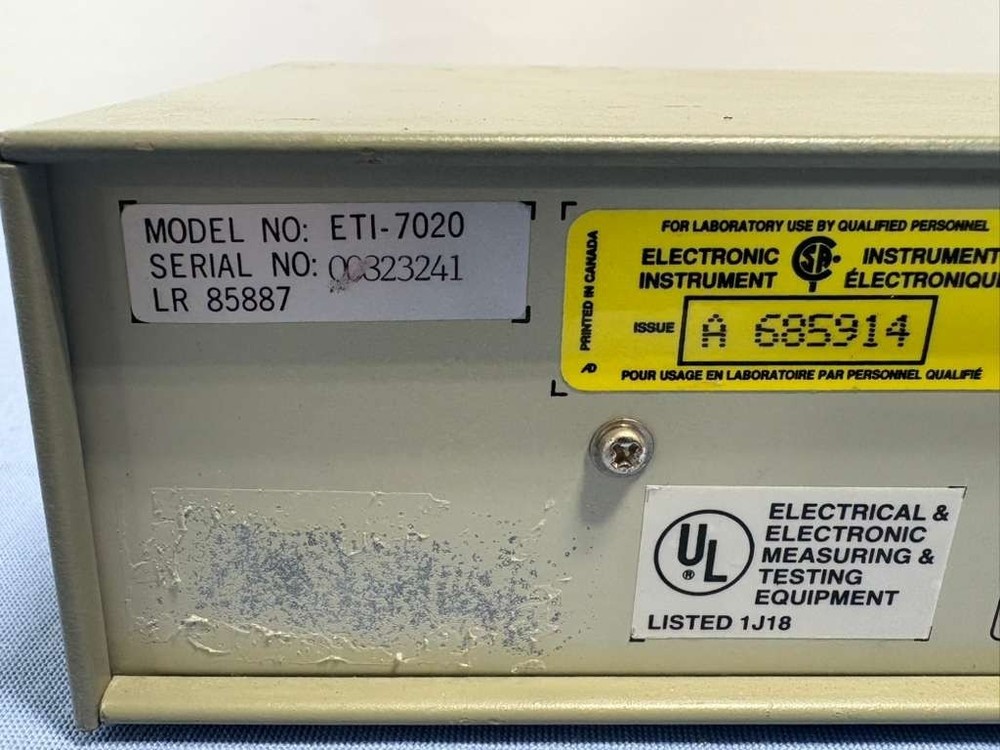 MODEL NO: ETI-7020
SERIAL NO: 00323241
LR 85887
FOR LABORATORY USE BY QUALIFIED PERSONNEL
ELECTRONIC
INSTRUMENT
SA
INSTRUMENT
ÉLECTRONIQU
PRINTED IN CANADA
ISSUE A 685914
POUR USAGE EN LABORATOIRE PAR PERSONNEL QUALIFIÉ
UL
®
ELECTRICAL &
ELECTRONIC
MEASURING &
TESTING
EQUIPMENT
LISTED 1J18